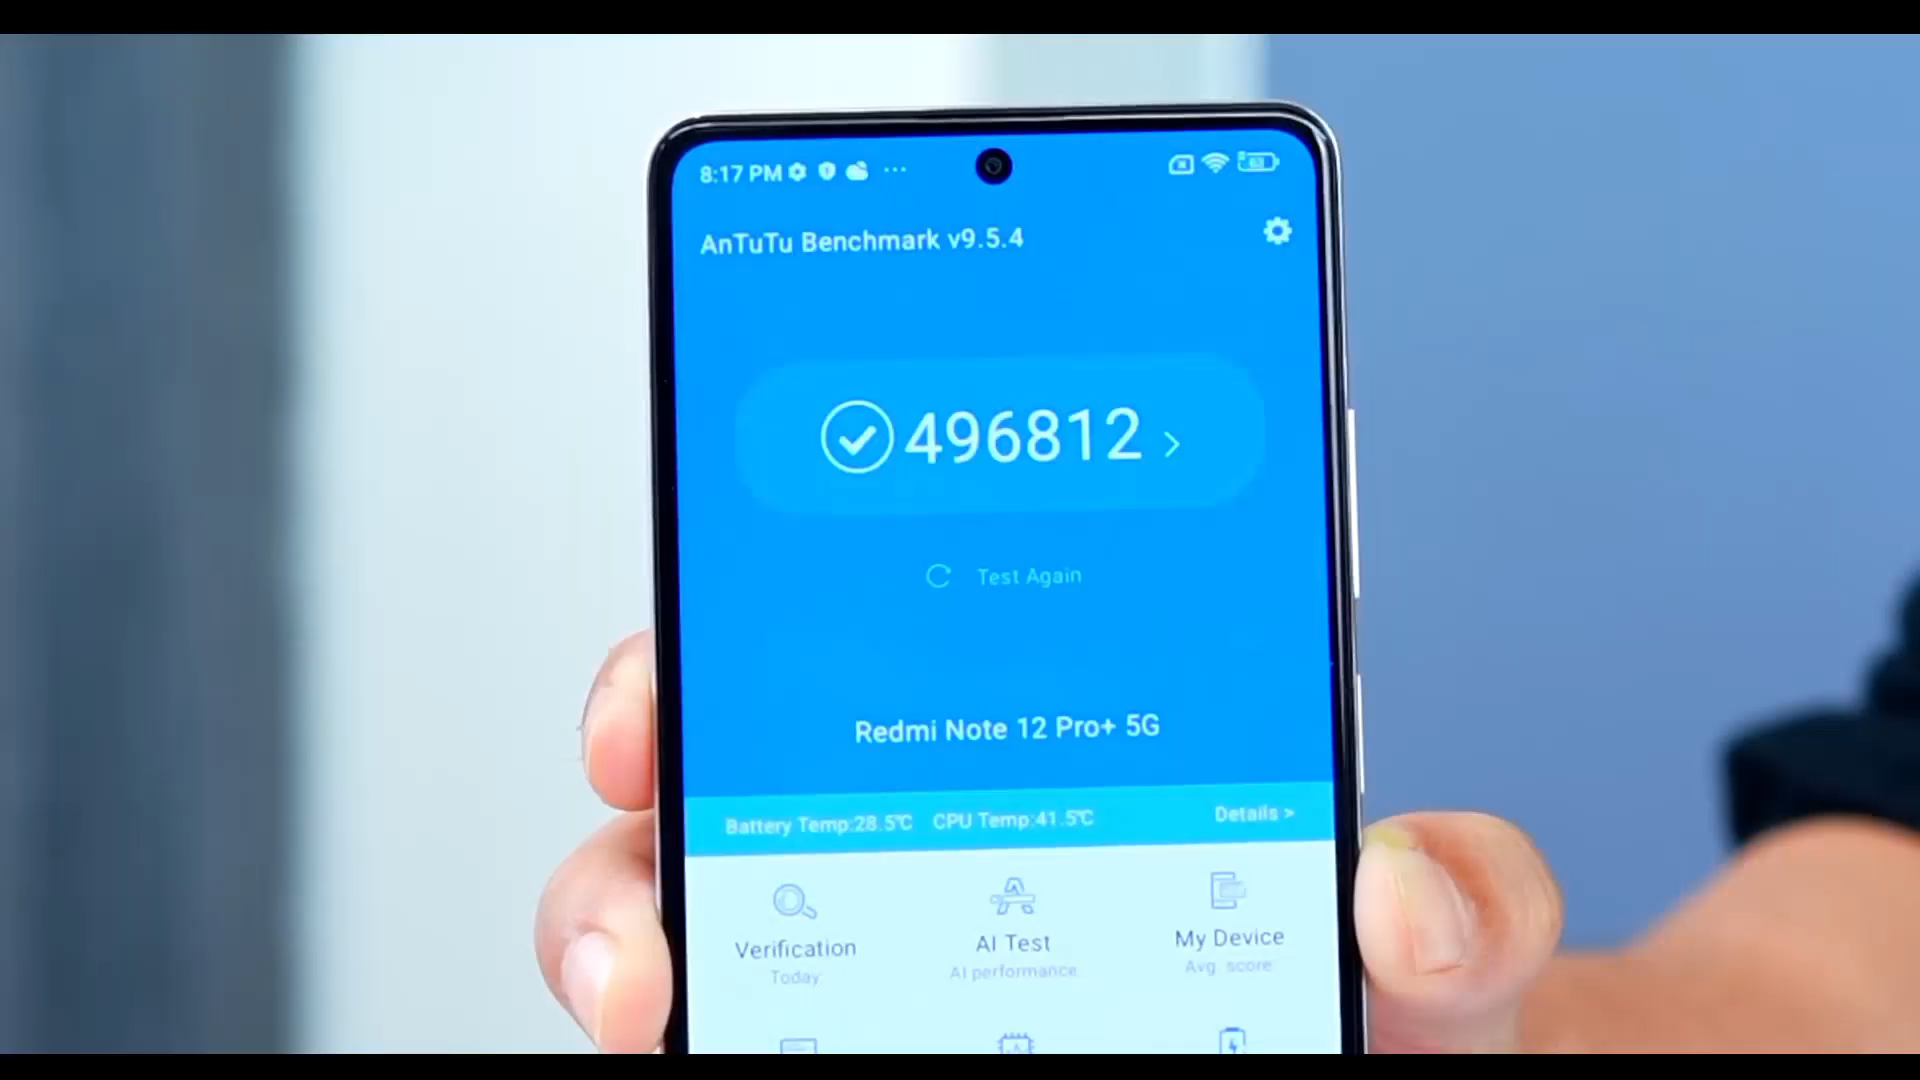 8:17 PM ... 63
AnTuTu Benchmark v9.5.4
496812 >
Test Again
Redmi Note 12 Pro+ 5G
Battery Temp:28.5℃ CPU Temp:41.5℃ Details >
Verification AI Test My Device
Today AI performance Avg. score